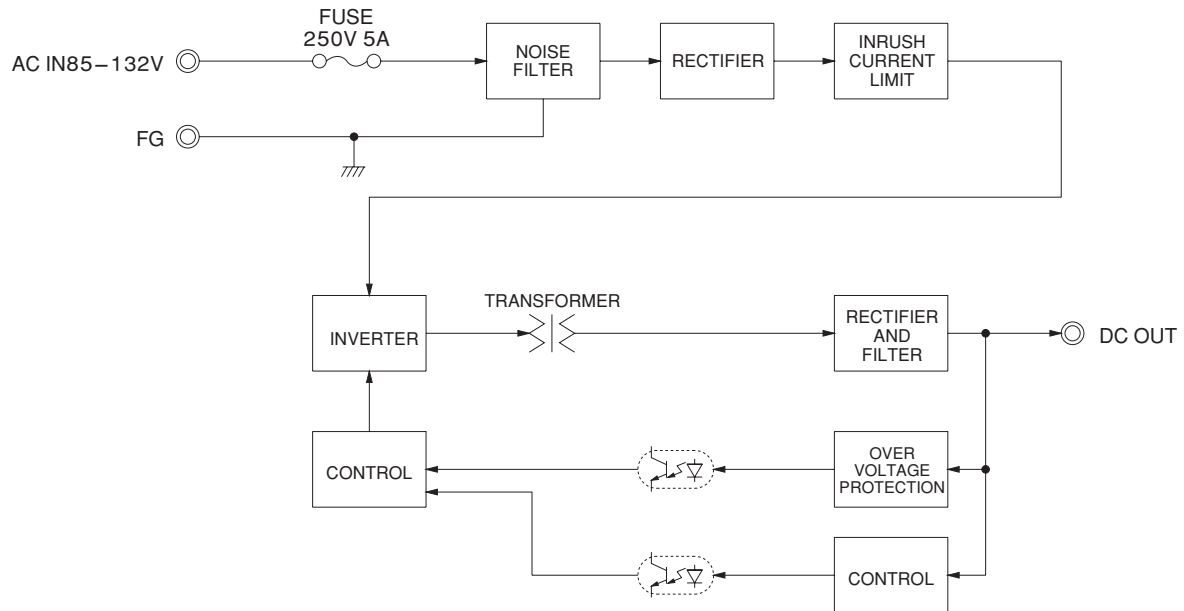 FUSE
250V 5A
AC IN85–132V
NOISE
FILTER
RECTIFIER
INRUSH
CURRENT
LIMIT
FG
TRANSFORMER
INVERTER
RECTIFIER
AND
FILTER
DC OUT
CONTROL
OVER
VOLTAGE
PROTECTION
CONTROL